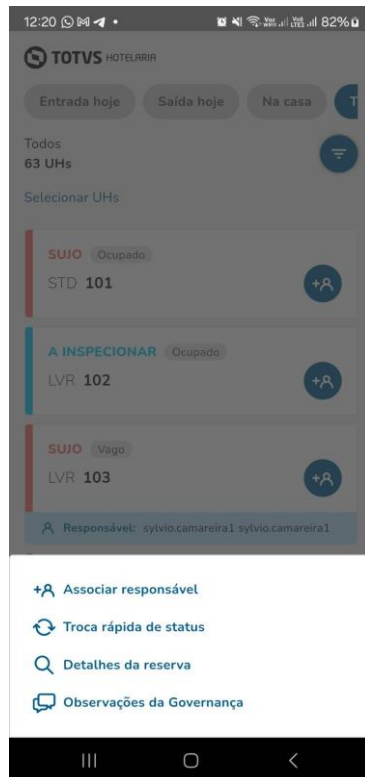 12:20
82%
TOTVS HOTELARIA
Entrada hoje Saída hoje Na casa T
Todos
63 UHs
Selecionar UHs
SUJO Ocupado
STD 101
A INSPECIONAR Ocupado
LVR 102
SUJO Vago
LVR 103
Responsável: sylvio.camareira1 sylvio.camareira1
Associar responsável
Troca rápida de status
Detalhes da reserva
Observações da Governança